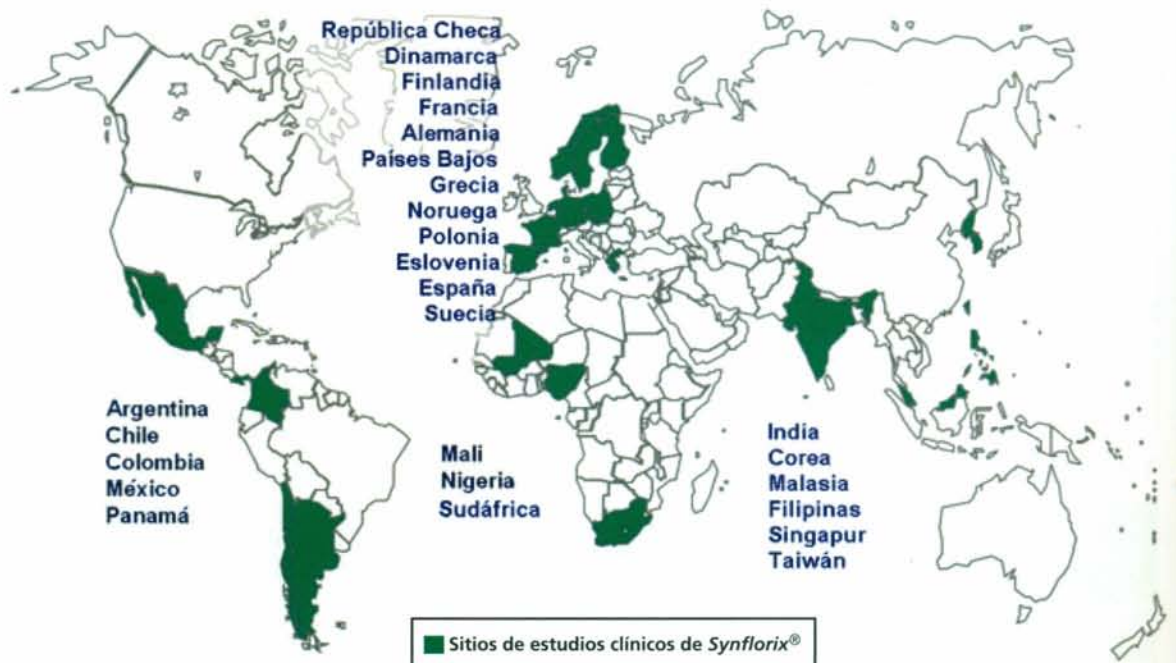 República Checa
Dinamarca
Finlandia
Francia
Alemania
Países Bajos
Grecia
Noruega
Polonia
Eslovenia
España
Suecia
Argentina
Chile
Colombia
México
Panamá
Mali
Nigeria
Sudáfrica
India
Corea
Malasia
Filipinas
Singapur
Taiwán
Sitios de estudios clínicos de Synflorix®